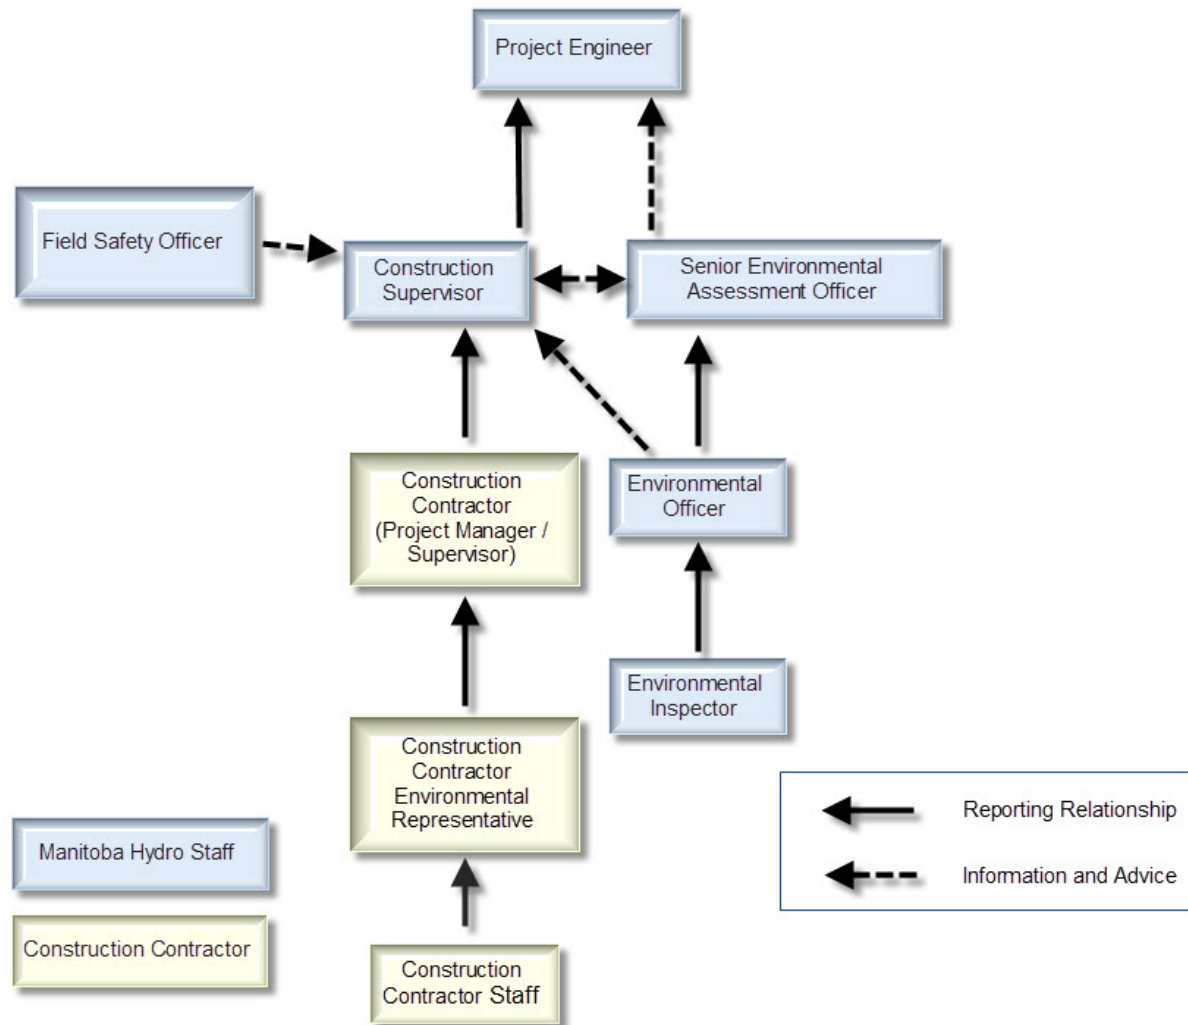 Project Engineer
Field Safety Officer
Construction
Supervisor
Senior Environmental
Assessment Officer
Construction
Contractor
(Project Manager /
Supervisor)
Environmental
Officer
Environmental
Inspector
Construction
Contractor
Environmental
Representative
Construction
Contractor Staff
Manitoba Hydro Staff
Construction Contractor
Reporting Relationship
Information and Advice